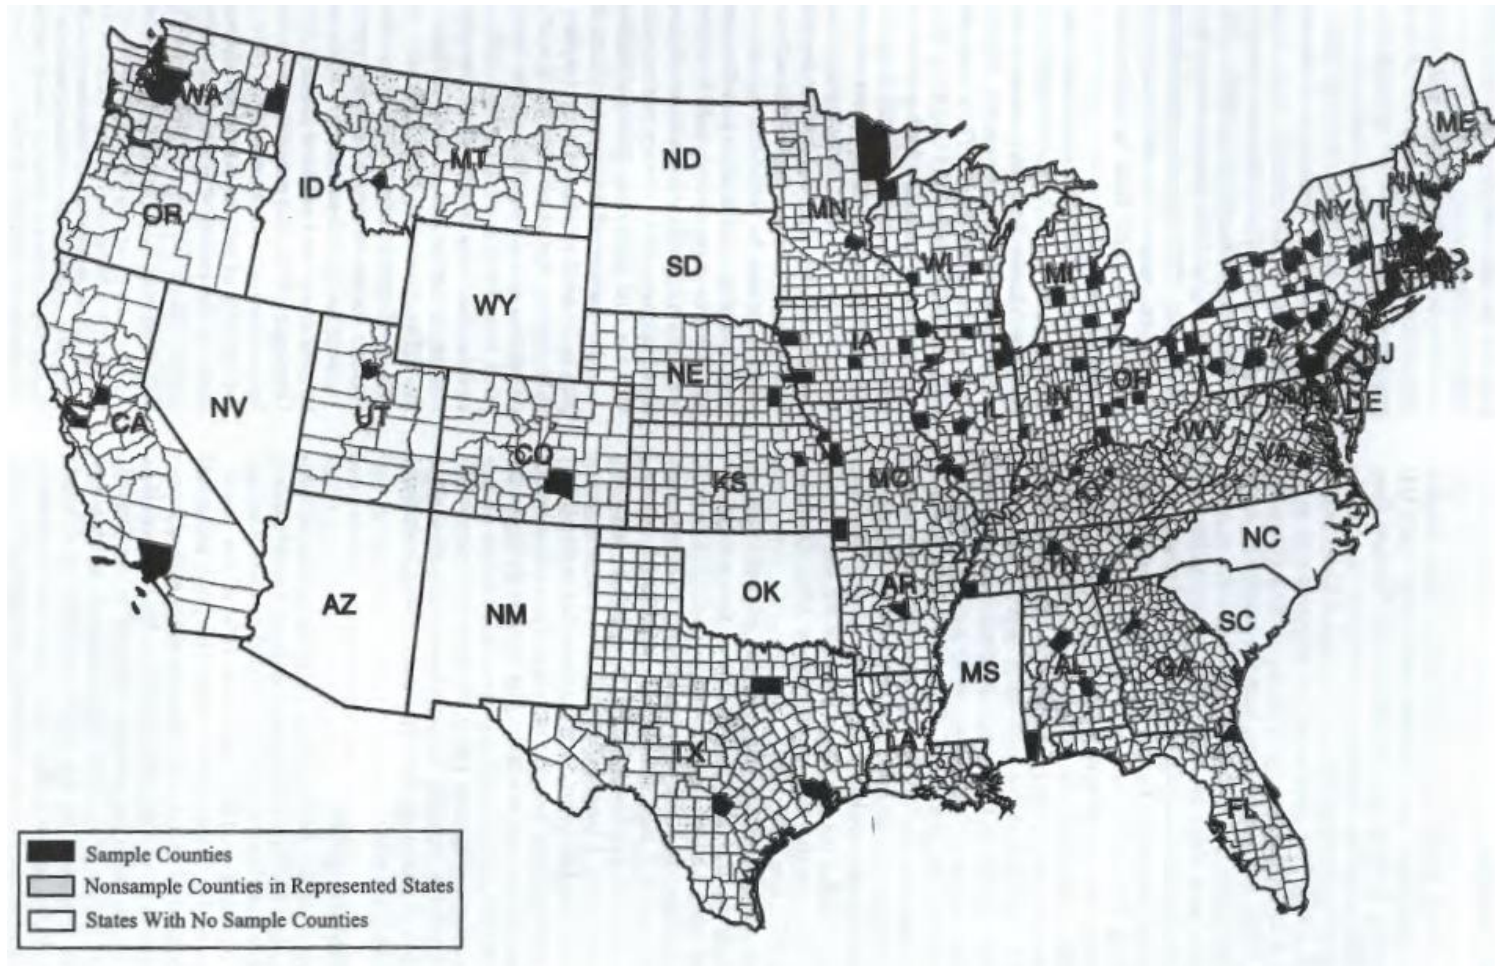 WA
ME
MT
ND
ID
NH
OR
MN
NY VT
SD
WI
MI
WY
IA
PA
NJ
NE
NV
OH
UT
IL
IN
DE
CA
WV
CO
VA
KS
MO
KY
NC
TN
AR
OK
AZ
NM
SC
MS
AL
GA
LA
TX
FL
Sample Counties
Nonsample Counties in Represented States
States With No Sample Counties